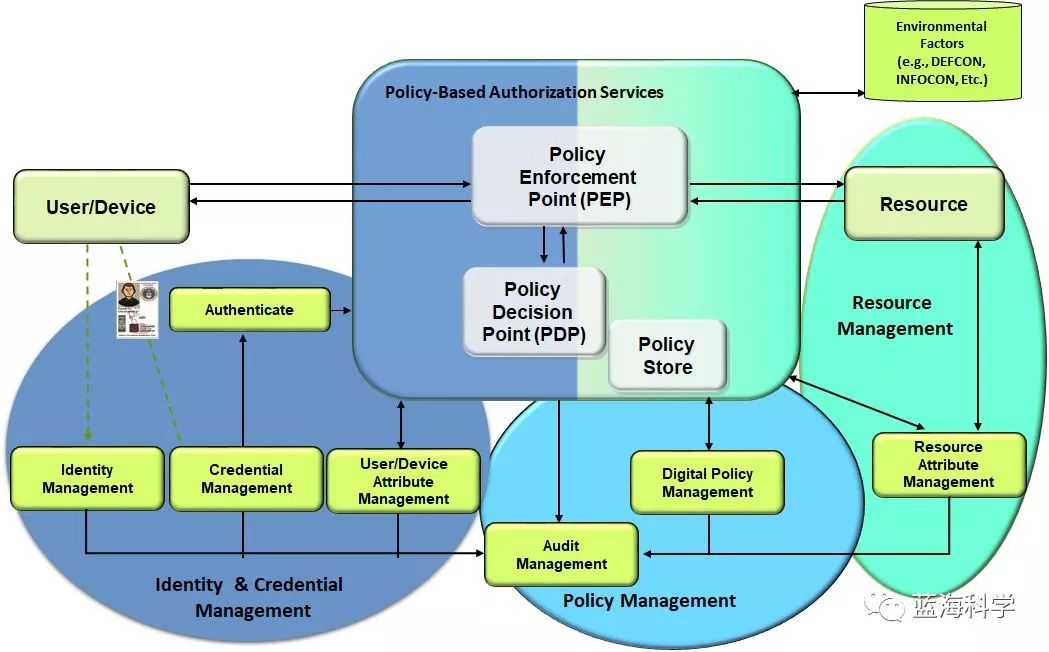 Environmental
Factors
(e.g., DEFCON,
INFOCON, Etc.)
Policy-Based Authorization Services
Policy
Enforcement
Point (PEP)
User/Device
Resource
Policy
Decision
Point (PDP)
Policy
Store
Authenticate
Resource
Management
Identity
Management
Credential
Management
User/Device
Attribute
Management
Digital Policy
Management
Resource
Attribute
Management
Audit
Management
Identity & Credential
Management
Policy Management
蓝海科学